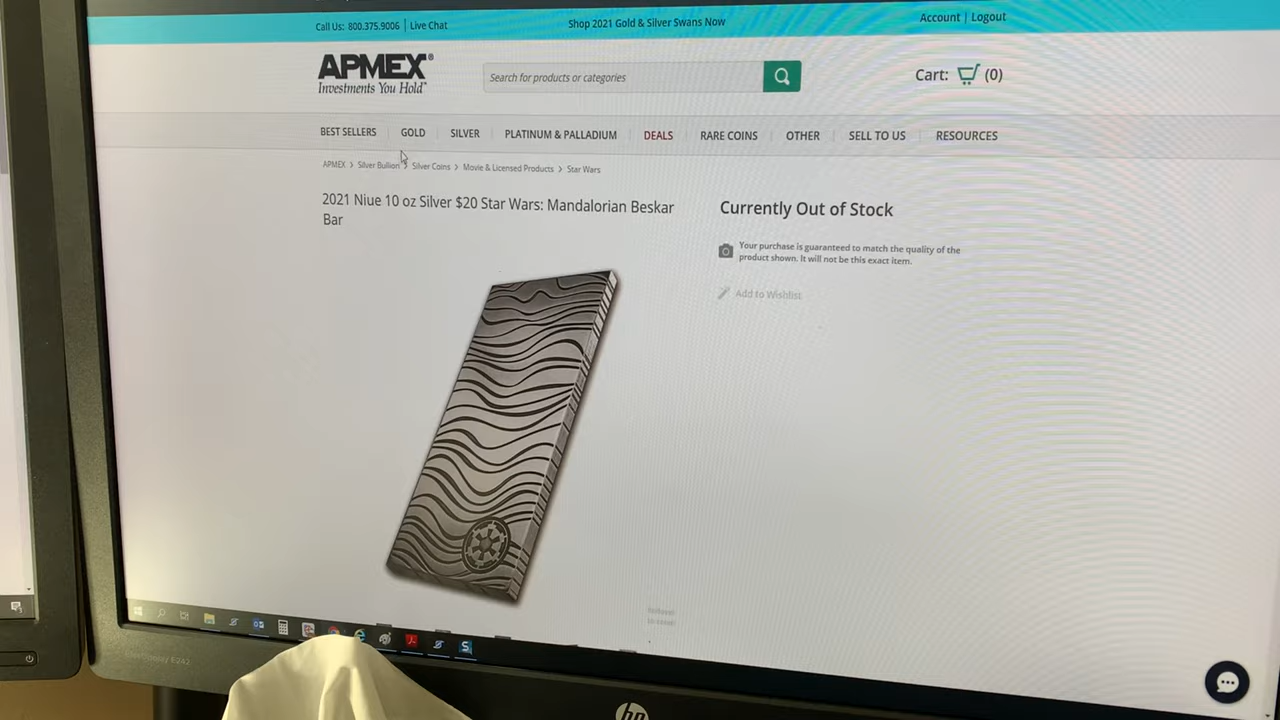 Call Us: 800.375.9006 | Live Chat
Shop 2021 Gold & Silver Swans Now
Account | Logout
APMEX®
Investments You Hold™
Search for products or categories
Cart: (0)
BEST SELLERS | GOLD | SILVER | PLATINUM & PALLADIUM | DEALS | RARE COINS | OTHER | SELL TO US | RESOURCES
APMEX > Silver Bullion > Silver Coins > Movie & Licensed Products > Star Wars
2021 Niue 10 oz Silver $20 Star Wars: Mandalorian Beskar
Bar
Currently Out of Stock
Your purchase is guaranteed to match the quality of the
product shown. It will not be this exact item.
Add to Wishlist
EliteDisplay E242
hp